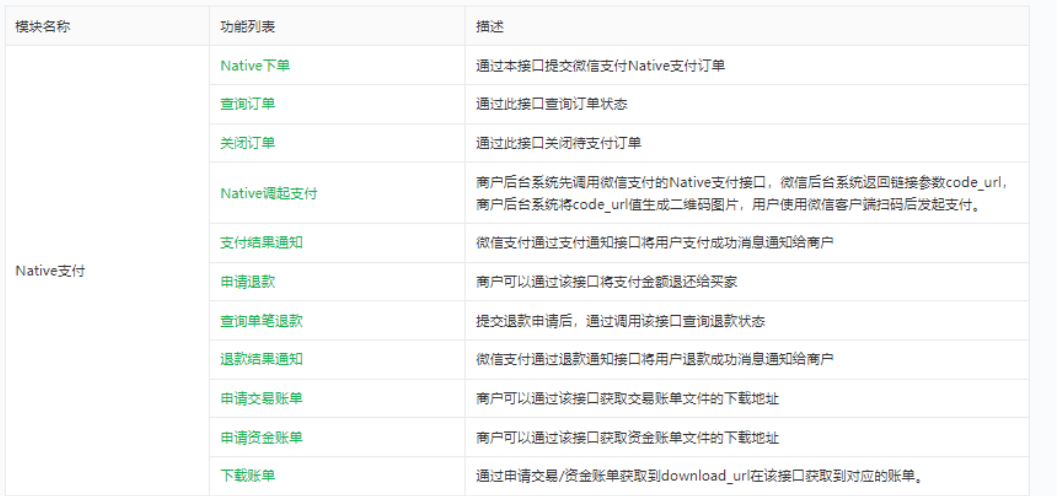 模块名称 功能列表 描述
Native下单 通过本接口提交微信支付Native支付订单
查询订单 通过此接口查询订单状态
关闭订单 通过此接口关闭待支付订单
Native调起支付 商户后台系统先调用微信支付的Native支付接口，微信后台系统返回链接参数code_url，
商户后台系统将code_url值生成二维码图片，用户使用微信客户端扫码后发起支付。
支付结果通知 微信支付通过支付通知接口将用户支付成功消息通知给商户
Native支付
申请退款 商户可以通过该接口将支付金额退还给买家
查询单笔退款 提交退款申请后，通过调用该接口查询退款状态
退款结果通知 微信支付通过退款通知接口将用户退款成功消息通知给商户
申请交易账单 商户可以通过该接口获取交易账单文件的下载地址
申请资金账单 商户可以通过该接口获取资金账单文件的下载地址
下载账单 通过申请交易/资金账单获取到download_url在该接口获取到对应的账单。